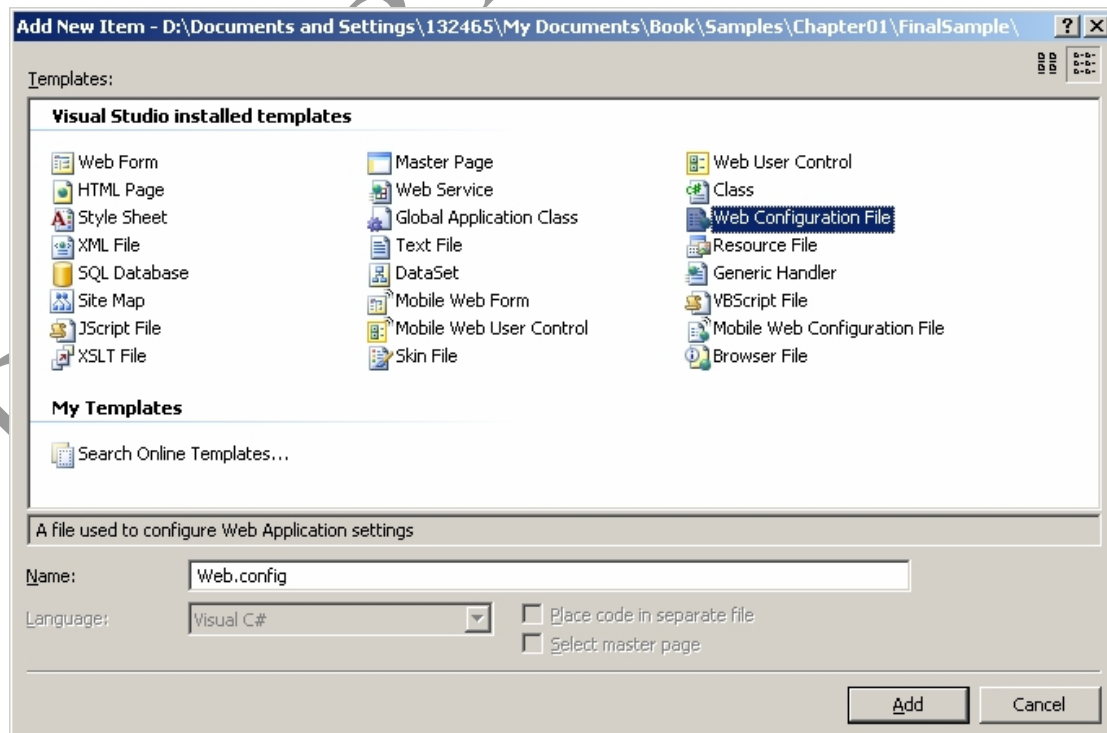 Add New Item - D:\Documents and Settings\132465\My Documents\Book\Samples\Chapter01\FinalSample\
Templates:
Visual Studio installed templates
Web Form
Master Page
Web User Control
HTML Page
Web Service
Class
Style Sheet
Global Application Class
Web Configuration File
XML File
Text File
Resource File
SQL Database
DataSet
Generic Handler
Site Map
Mobile Web Form
VBScript File
JScript File
Mobile Web User Control
Mobile Web Configuration File
XSLT File
Skin File
Browser File
My Templates
Search Online Templates...
A file used to configure Web Application settings
Name: Web.config
Language: Visual C#
Place code in separate file
Select master page
Add Cancel